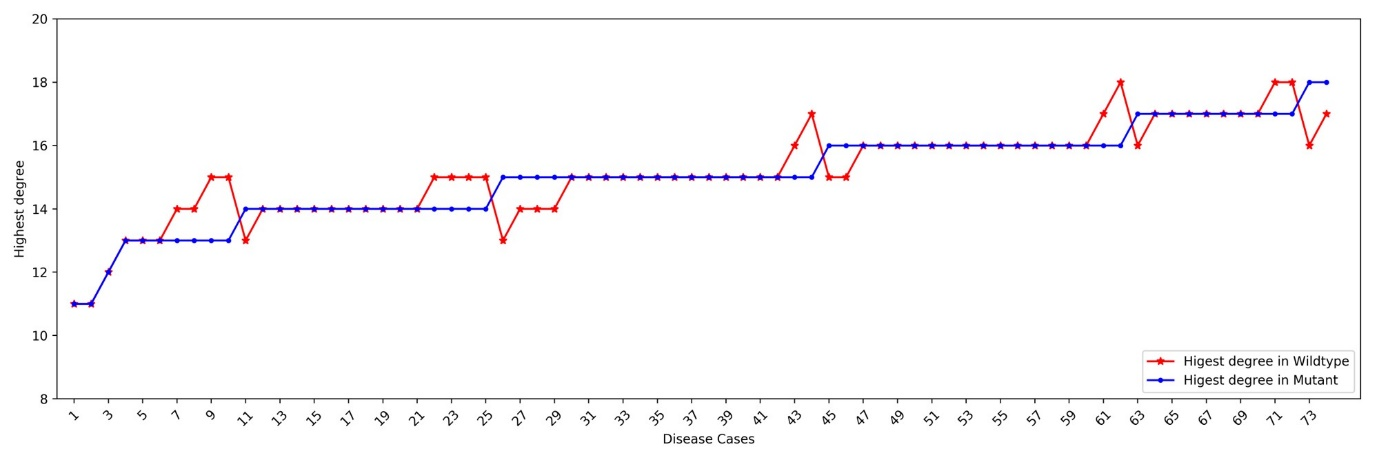 20
18
16
14
12
10
8
Highest degree
Higest degree in Wildtype
Higest degree in Mutant
1 3 5 7 9 11 13 15 17 19 21 23 25 27 29 31 33 35 37 39 41 43 45 47 49 51 53 55 57 59 61 63 65 67 69 71 73
Disease Cases